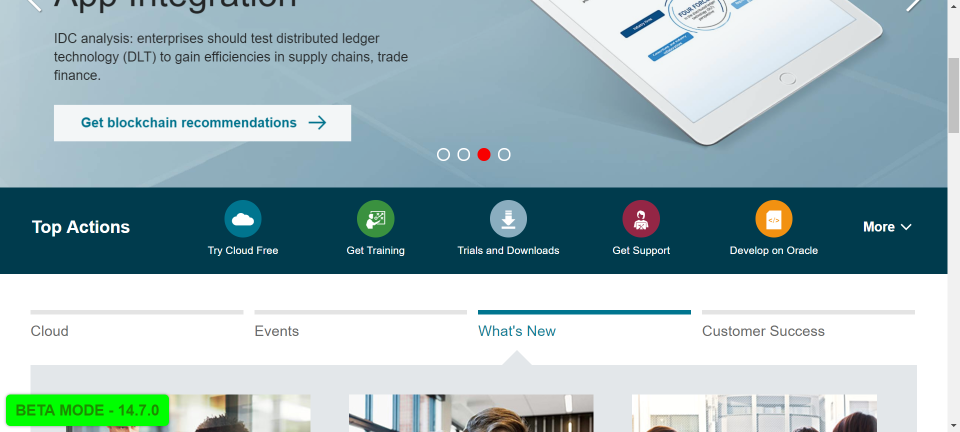 App Integration
IDC analysis: enterprises should test distributed ledger
technology (DLT) to gain efficiencies in supply chains, trade
finance.
Get blockchain recommendations
Top Actions
Try Cloud Free
Get Training
Trials and Downloads
Get Support
Develop on Oracle
More
Cloud
Events
What's New
Customer Success
BETA MODE - 14.7.0